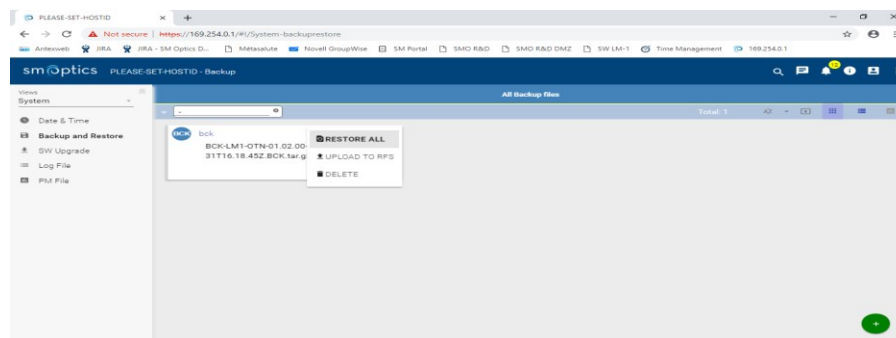 PLEASE-SET-HOSTID
Not secure | https://169.254.0.1/#!/System-backuprestore
Antexweb JIRA JIRA - SM Optics D... Metasalute Novell GroupWise SM Portal SMO R&D SMO R&D DMZ SW LM-1 Time Management 169.254.0.1
smOptics PLEASE-SET-HOSTID - Backup
12
Views
System
All Backup files
Total: 1
AZ
Date & Time
Backup and Restore
SW Upgrade
Log File
PM File
BCK
bck
BCK-LM1-OTN-01.02.00-
31T16.18.45Z.BCK.tar.g
RESTORE ALL
UPLOAD TO RFS
DELETE